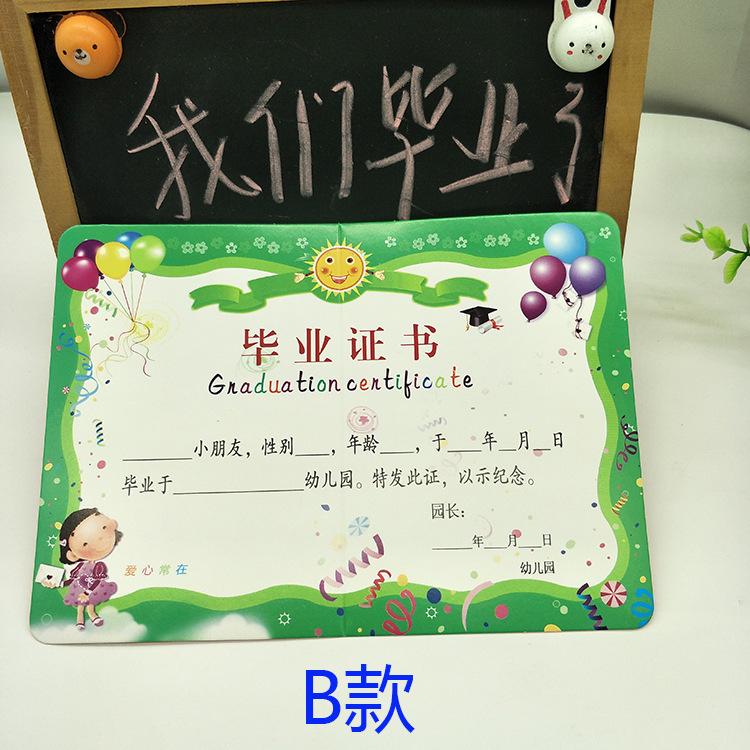 我们毕业了
毕业证书
Graduation certificate
______小朋友，性别___，年龄___，于___年__月__日
毕业于____________幼儿园。特发此证，以示纪念。
园长：
____年___月___日
幼儿园
爱心常在
B款